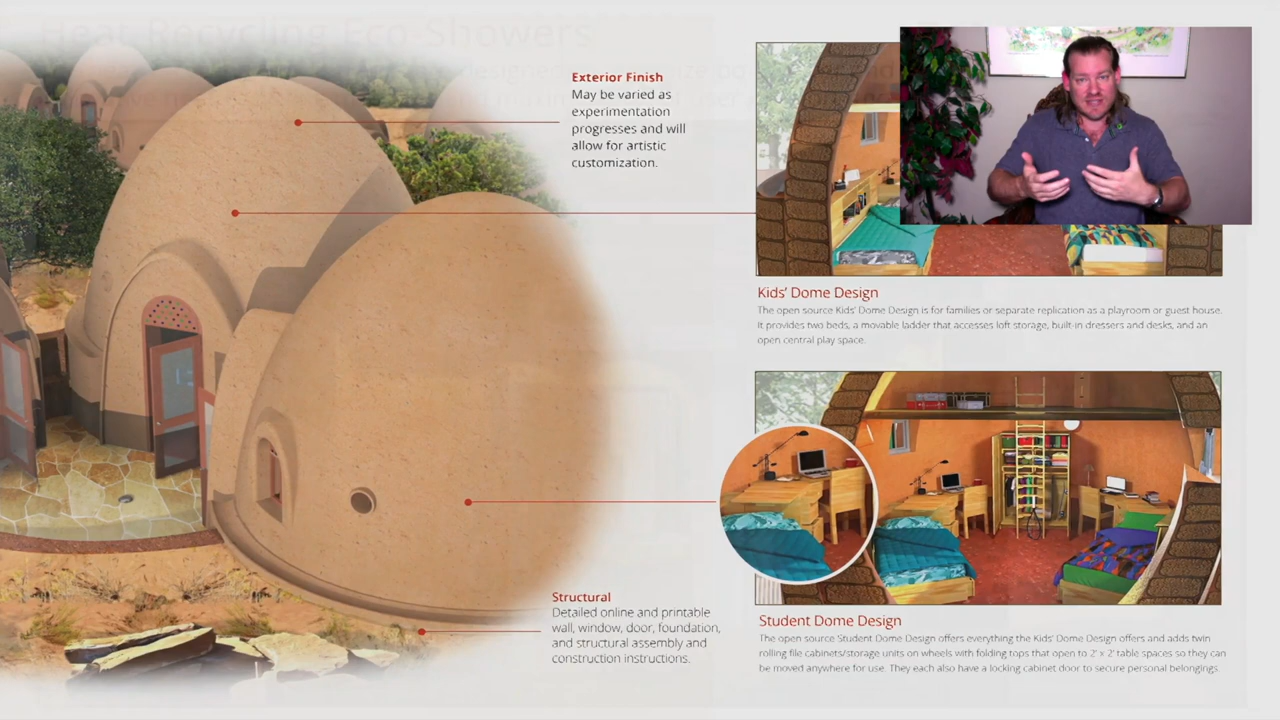 Heat Recycling Eco-Showers
Exterior Finish
May be varied as
experimentation
progresses and will
allow for artistic
customization.
Kids' Dome Design
The open source Kids' Dome Design is for families or separate replication as a playroom or guest house.
It provides two beds, a movable ladder that accesses loft storage, built-in dressers and desks, and an
open central play space.
Structural
Detailed online and printable
wall, window, door, foundation,
and structural assembly and
construction instructions.
Student Dome Design
The open source Student Dome Design offers everything the Kids' Dome Design offers and adds twin
rolling file cabinets/storage units on wheels with folding tops that open to 2' x 2' table spaces so they can
be moved anywhere for use. They each also have a locking cabinet door to secure personal belongings.